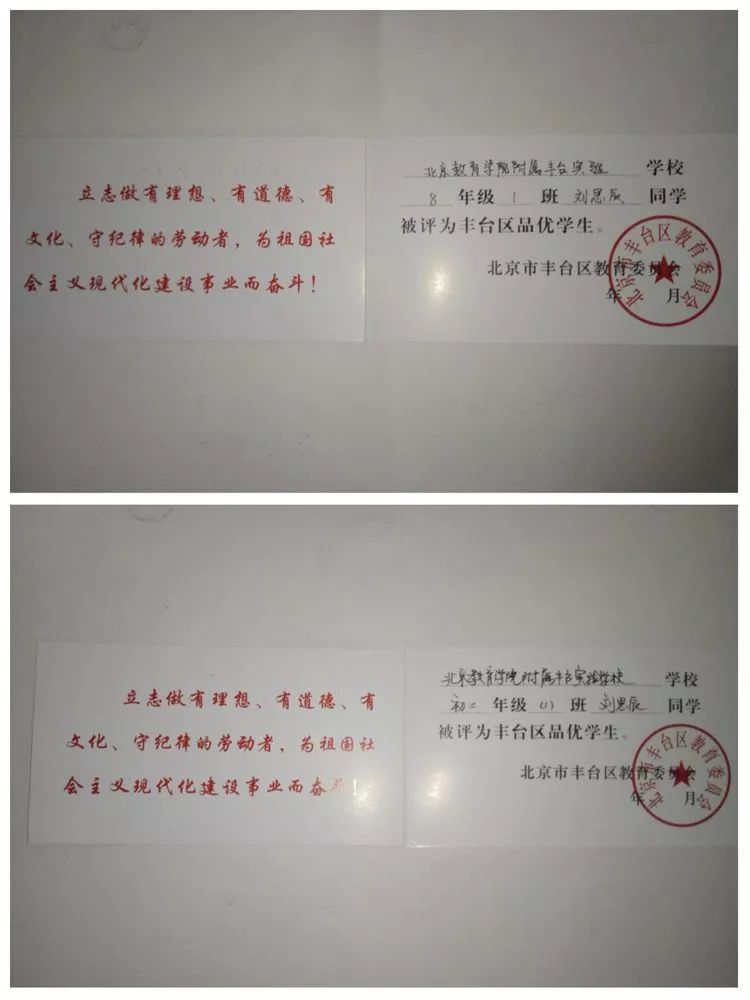 立志做有理想、有道德、有
文化、守纪律的劳动者，为祖国社
会主义现代化建设事业而奋斗！
北京教育学院附属丰台实验 学校
8 年级 1 班 刘思辰 同学
被评为丰台区品优学生。
北京市丰台区教育委员会
年 月
北京市丰台区教育委员会
立志做有理想、有道德、有
文化、守纪律的劳动者，为祖国社
会主义现代化建设事业而奋斗！
北京教育学院附属丰台实验学校 学校
初二 年级 (1) 班 刘思辰 同学
被评为丰台区品优学生。
北京市丰台区教育委员会
年 月
北京市丰台区教育委员会